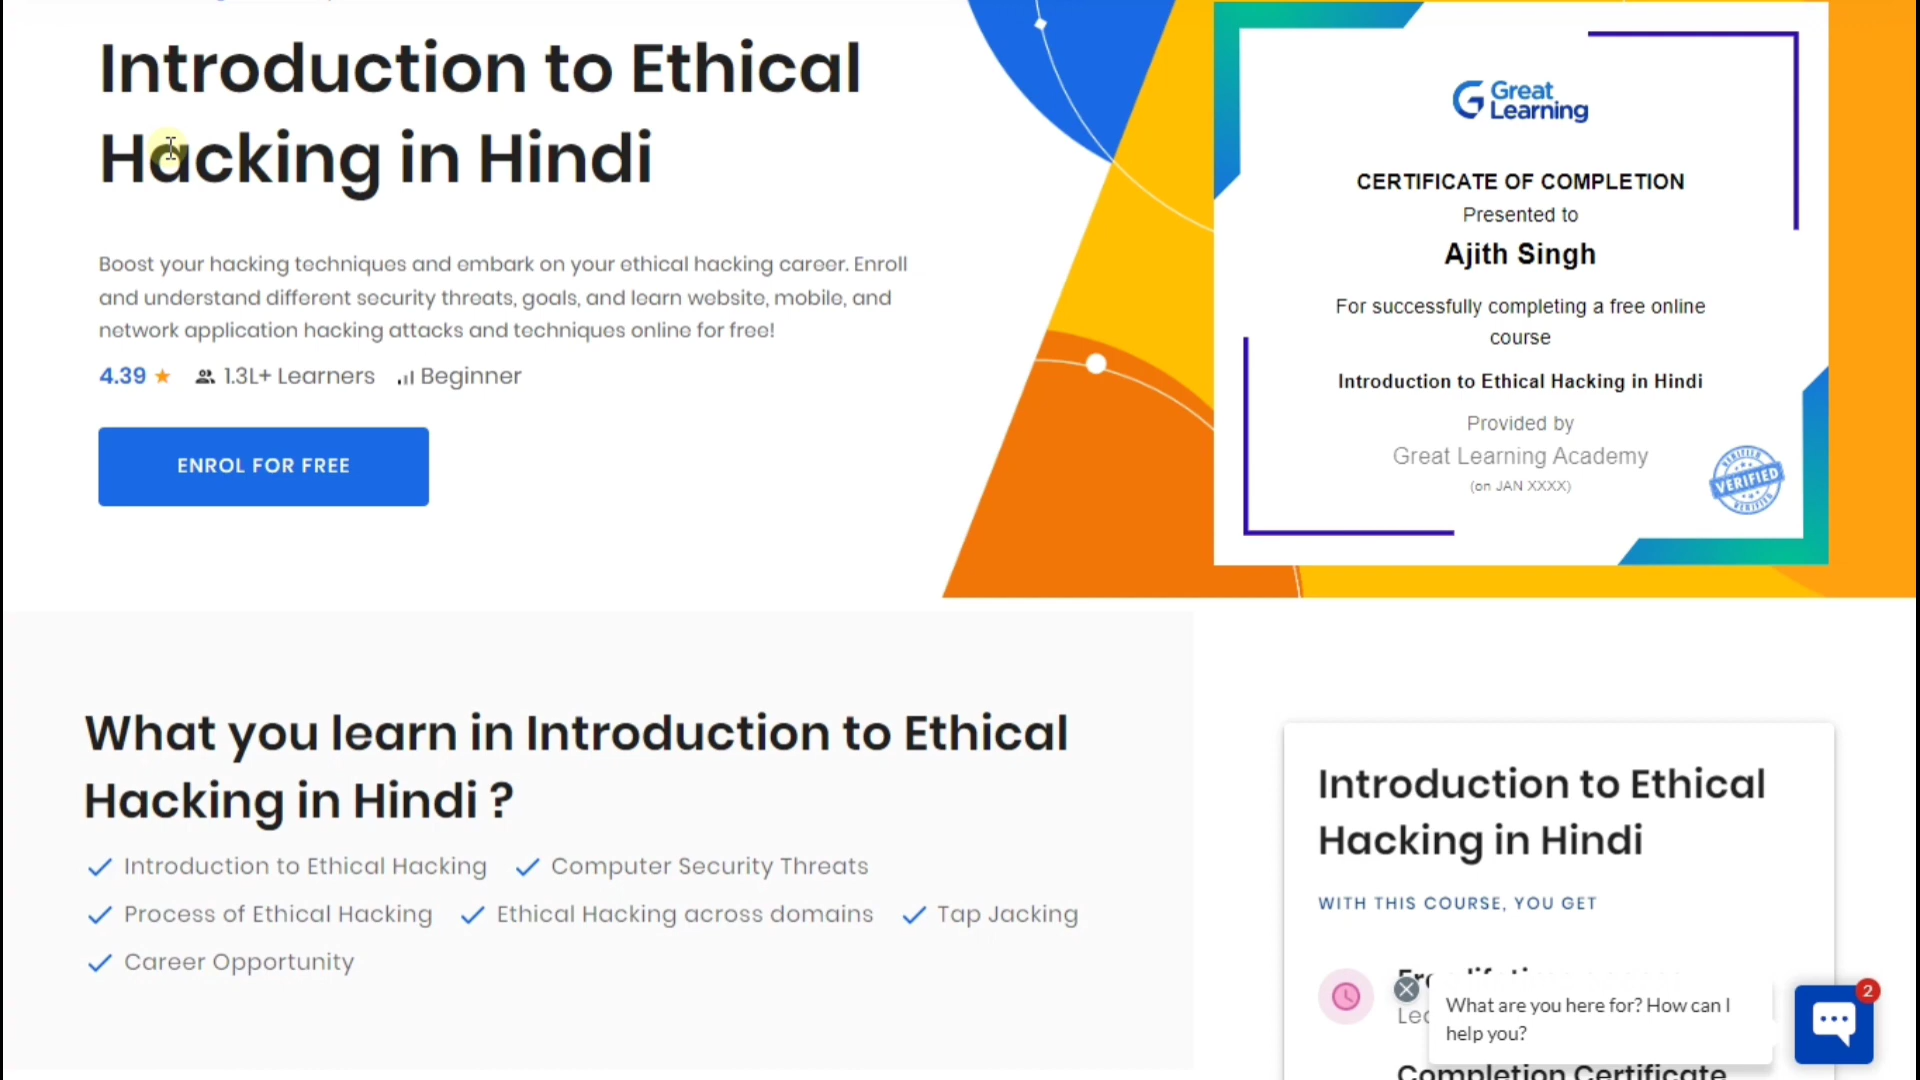 Introduction to Ethical
Hacking in Hindi
Boost your hacking techniques and embark on your ethical hacking career. Enroll
and understand different security threats, goals, and learn website, mobile, and
network application hacking attacks and techniques online for free!
4.39 ★ 1.3L+ Learners Beginner
ENROL FOR FREE
Great
Learning
CERTIFICATE OF COMPLETION
Presented to
Ajith Singh
For successfully completing a free online
course
Introduction to Ethical Hacking in Hindi
Provided by
Great Learning Academy
(on JAN XXXX)
VERIFIED
VERIFIED
VERIFIED
What you learn in Introduction to Ethical
Hacking in Hindi ?
Introduction to Ethical Hacking Computer Security Threats
Process of Ethical Hacking Ethical Hacking across domains Tap Jacking
Career Opportunity
Introduction to Ethical
Hacking in Hindi
WITH THIS COURSE, YOU GET
What are you here for? How can I
help you?
2
Completion Certificate